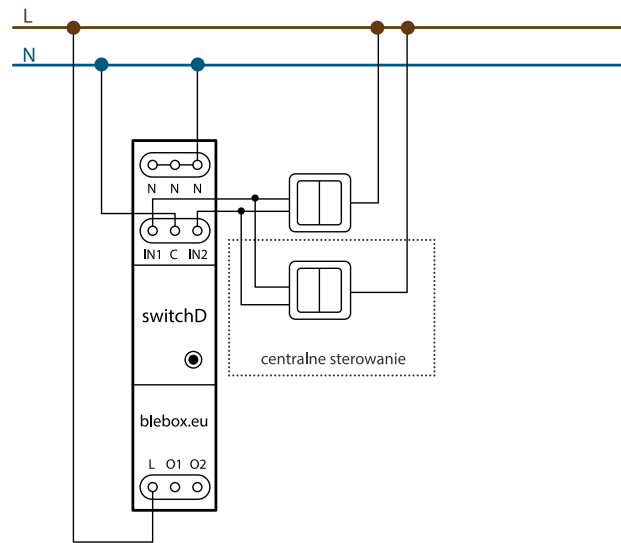 L
N
N N N
IN1 C IN2
switchD
centralne sterowanie
blebox.eu
L O1 O2